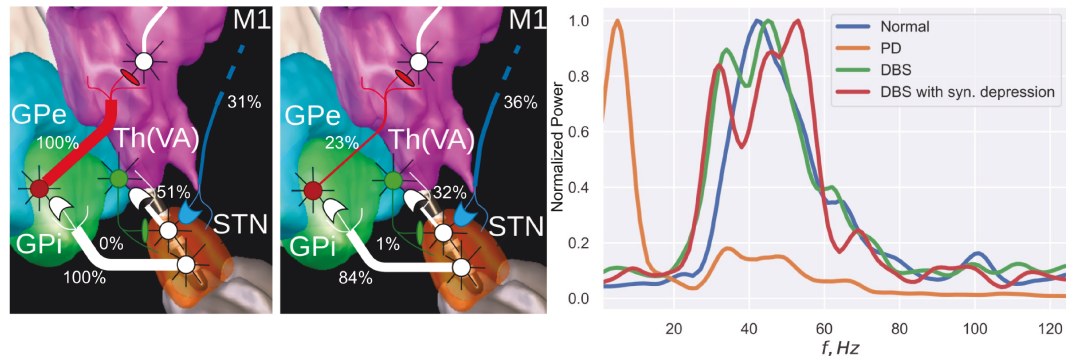 M1
GPe
31%
100%
Th(VA)
51%
STN
GPi
0%
100%
M1
GPe
36%
23%
Th(VA)
32%
STN
GPi
1%
84%
Normal
PD
DBS
DBS with syn. depression
Normalized Power
1.0
0.8
0.6
0.4
0.2
0.0
20 40 60 80 100 120
f, Hz